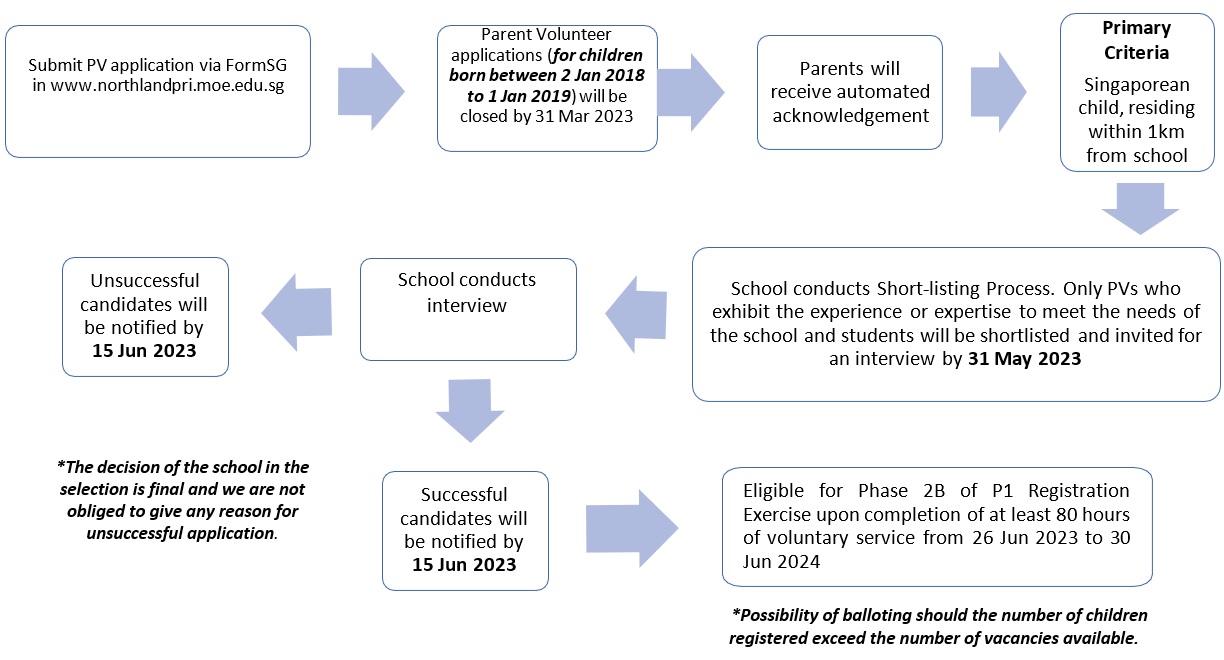 Submit PV application via FormSG
in www.northlandpri.moe.edu.sg
Parent Volunteer
applications (for children
born between 2 Jan 2018
to 1 Jan 2019) will be
closed by 31 Mar 2023
Parents will
receive automated
acknowledgement
Primary
Criteria
Singaporean
child, residing
within 1km
from school
School conducts Short-listing Process. Only PVs who
exhibit the experience or expertise to meet the needs of
the school and students will be shortlisted and invited for
an interview by 31 May 2023
School conducts
interview
Unsuccessful
candidates will
be notified by
15 Jun 2023
*The decision of the school in the
selection is final and we are not
obliged to give any reason for
unsuccessful application.
Successful
candidates will
be notified by
15 Jun 2023
Eligible for Phase 2B of P1 Registration
Exercise upon completion of at least 80 hours
of voluntary service from 26 Jun 2023 to 30
Jun 2024
*Possibility of balloting should the number of children
registered exceed the number of vacancies available.